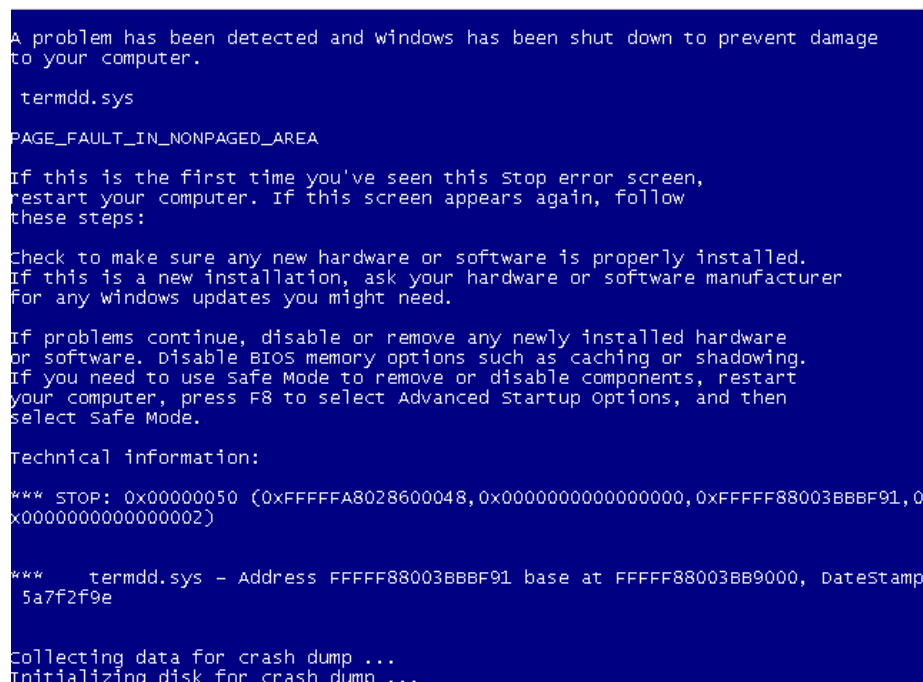 A problem has been detected and Windows has been shut down to prevent damage
to your computer.
termdd.sys
PAGE_FAULT_IN_NONPAGED_AREA
If this is the first time you've seen this Stop error screen,
restart your computer. If this screen appears again, follow
these steps:
Check to make sure any new hardware or software is properly installed.
If this is a new installation, ask your hardware or software manufacturer
for any Windows updates you might need.
If problems continue, disable or remove any newly installed hardware
or software. Disable BIOS memory options such as caching or shadowing.
If you need to use Safe Mode to remove or disable components, restart
your computer, press F8 to select Advanced Startup Options, and then
select Safe Mode.
Technical information:
*** STOP: 0x00000050 (0xFFFFFA8028600048,0x0000000000000000,0xFFFFF88003BBBF91,0
x0000000000000002)
*** termdd.sys - Address FFFFF88003BBBF91 base at FFFFF88003BB9000, DateStamp
5a7f2f9e
Collecting data for crash dump ...
Initializing disk for crash dump ...